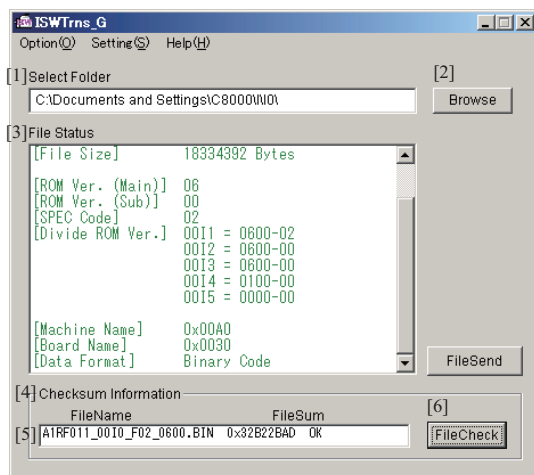 ISWTrns_G
Option(O) Setting(S) Help(H)
[1] Select Folder [2]
C:\Documents and Settings\C8000\II0\ Browse
[3] File Status
[File Size] 18334392 Bytes
[ROM Ver. (Main)] 06
[ROM Ver. (Sub)] 00
[SPEC Code] 02
[Divide ROM Ver.] 00I1 = 0600-02
00I2 = 0600-00
00I3 = 0600-00
00I4 = 0100-00
00I5 = 0000-00
[Machine Name] 0x00A0
[Board Name] 0x0030
[Data Format] Binary Code
FileSend
[4] Checksum Information
FileName FileSum [6]
[5] A1RF011_00I0_F02_0600.BIN 0x32B22BAD OK FileCheck